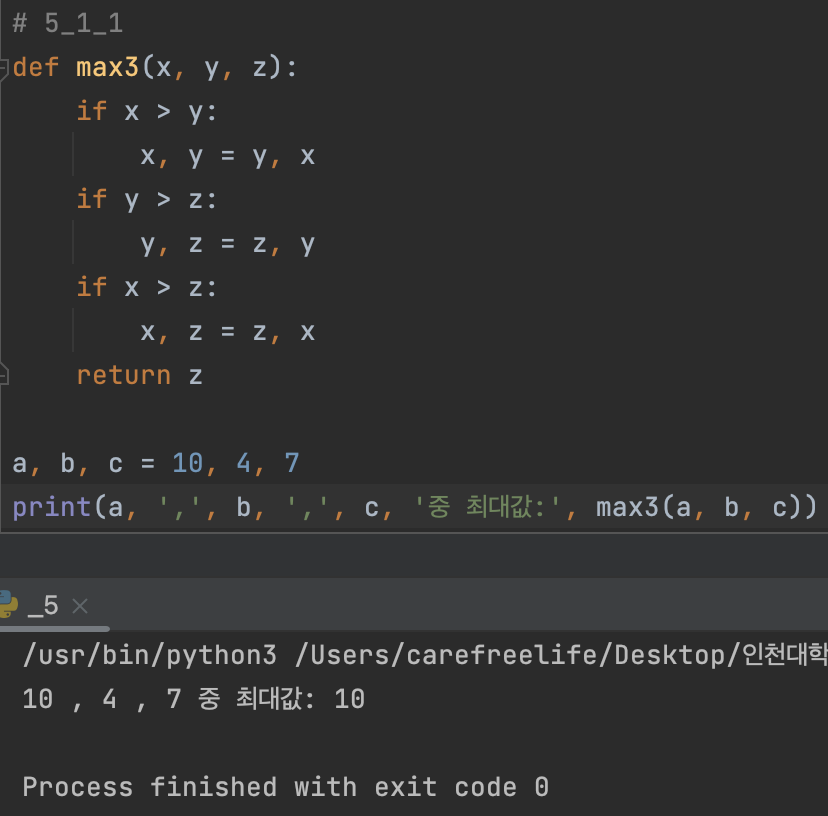 # 5_1_1
def max3(x, y, z):
    if x > y:
        x, y = y, x
    if y > z:
        y, z = z, y
    if x > z:
        x, z = z, x
    return z
a, b, c = 10, 4, 7
print(a, ',', b, ',', c, '중 최대값:', max3(a, b, c))
_5
/usr/bin/python3 /Users/carefreelife/Desktop/인천대학
10 , 4 , 7 중 최대값: 10
Process finished with exit code 0